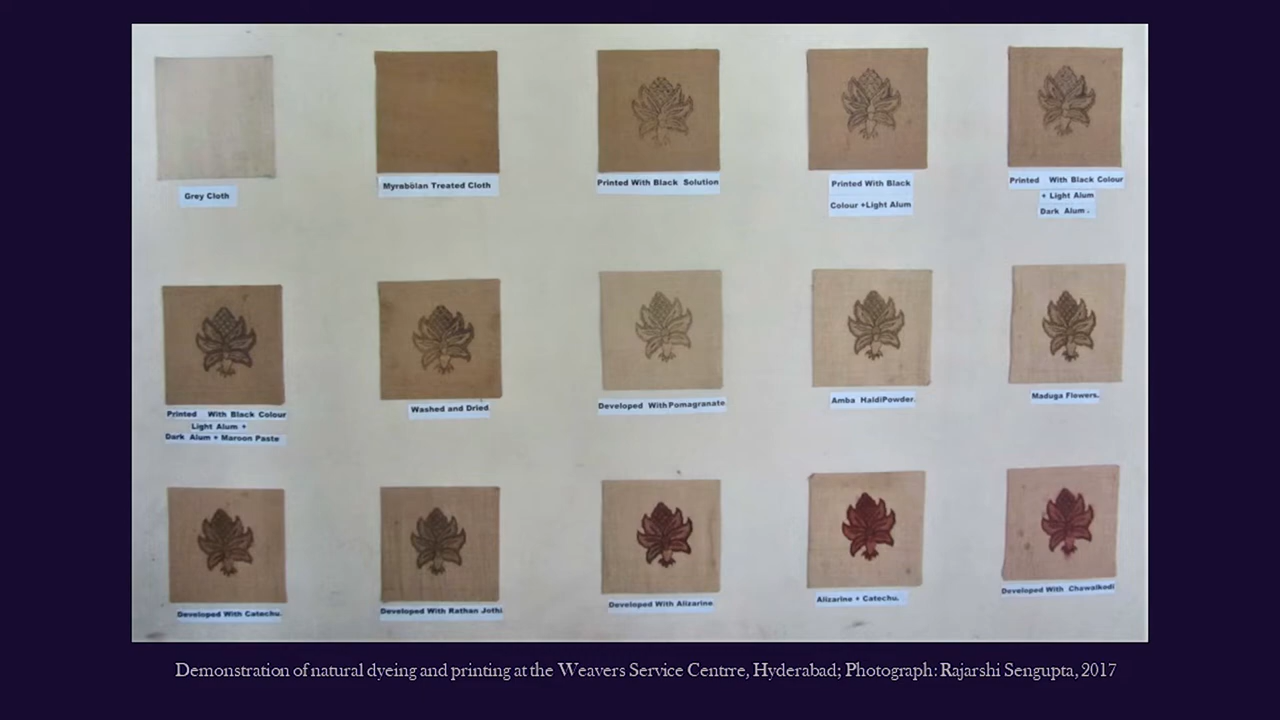 Grey Cloth
Myrabolan Treated Cloth
Printed With Black Solution
Printed With Black
Colour +Light Alum
Printed With Black Colour
+ Light Alum
Dark Alum .
Printed With Black Colour
Light Alum +
Dark Alum + Maroon Paste
Washed and Dried
Developed With Pomagranate
Amba HaldiPowder.
Maduga Flowers.
Developed With Catechu.
Developed With Rathan Jothi
Developed With Alizarine
Alizarine + Catechu.
Developed With Chawalkodi
Demonstration of natural dyeing and printing at the Weavers Service Centrre, Hyderabad; Photograph: Rajarshi Sengupta, 2017